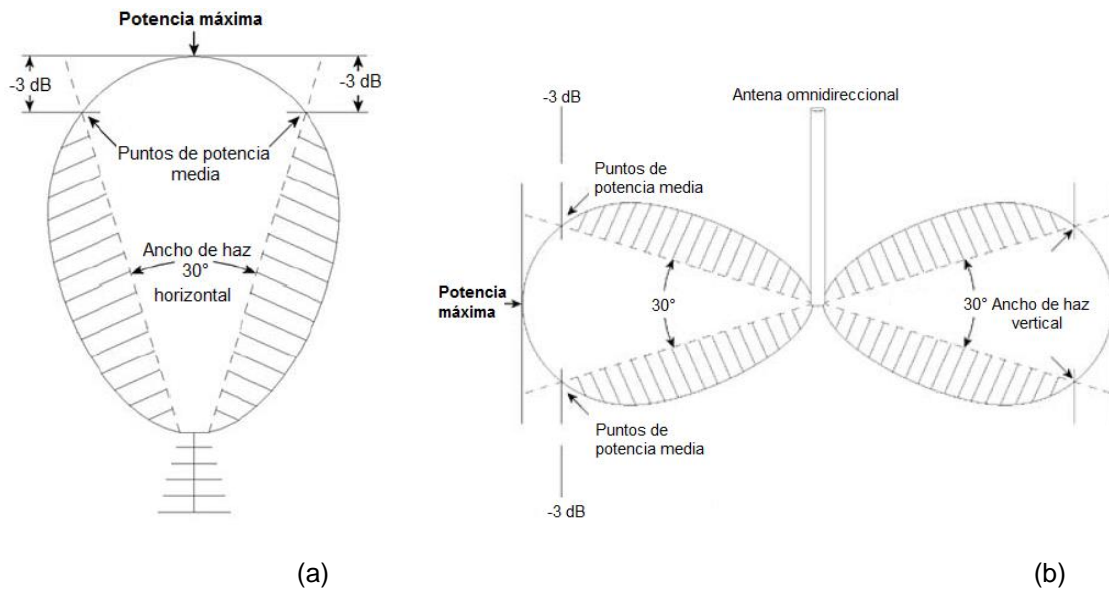 Potencia máxima
-3 dB
-3 dB
Puntos de potencia
media
Ancho de haz
30°
horizontal
(a)
Antena omnidireccional
-3 dB
Puntos de
potencia media
Potencia
máxima
30°
30° Ancho de haz
vertical
Puntos de
potencia media
-3 dB
(b)